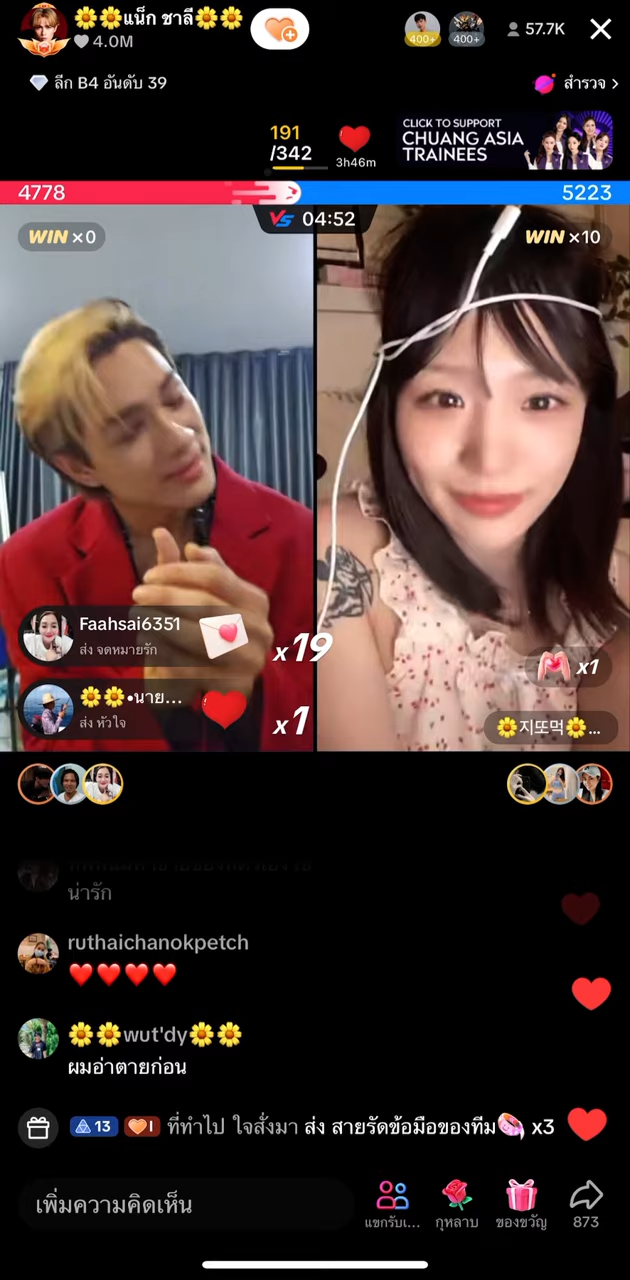 🌼🌼แน็ก ชาลี🌼🌼
4.0M
400+
400+
57.7K
ลีก B4 อันดับ 39
สำรวจ >
191
/342
3h46m
CLICK TO SUPPORT
CHUANG ASIA
TRAINEES
4778
5223
VS 04:52
WIN ×0
WIN ×10
Faahsai6351
ส่ง จดหมายรัก
x19
🌼🌼•นาย...
ส่ง หัวใจ
x1
x1
🌼지또먹🌼...
น่ารัก
ruthaichanokpetch
❤️❤️❤️❤️
🌼🌼wut'dy🌼🌼
ผมอ่าตายก่อน
13 I ที่ทำไป ใจสั่งมา ส่ง สายรัดข้อมือของทีม x3
เพิ่มความคิดเห็น
แขกรับเ...
กุหลาบ
ของขวัญ
873